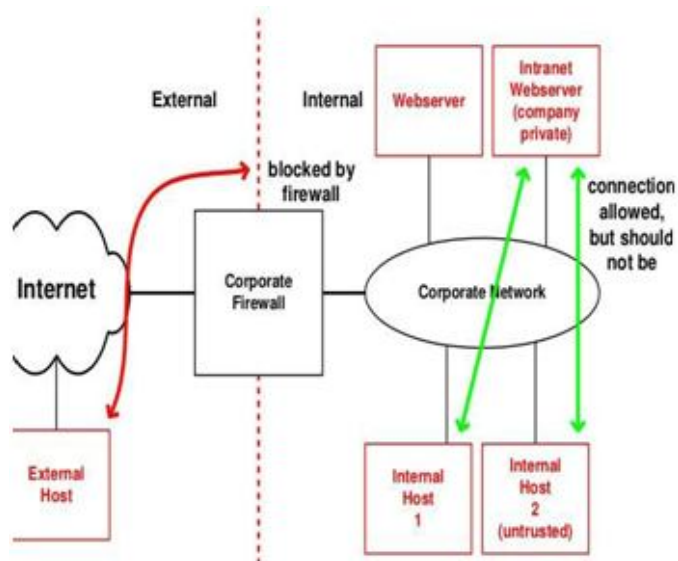 External
Internal
Webserver
Intranet
Webserver
(company
private)
blocked by
firewall
connection
allowed,
but should
not be
Internet
Corporate
Firewall
Corporate Network
External
Host
Internal
Host
1
Internal
Host
2
(untrusted)